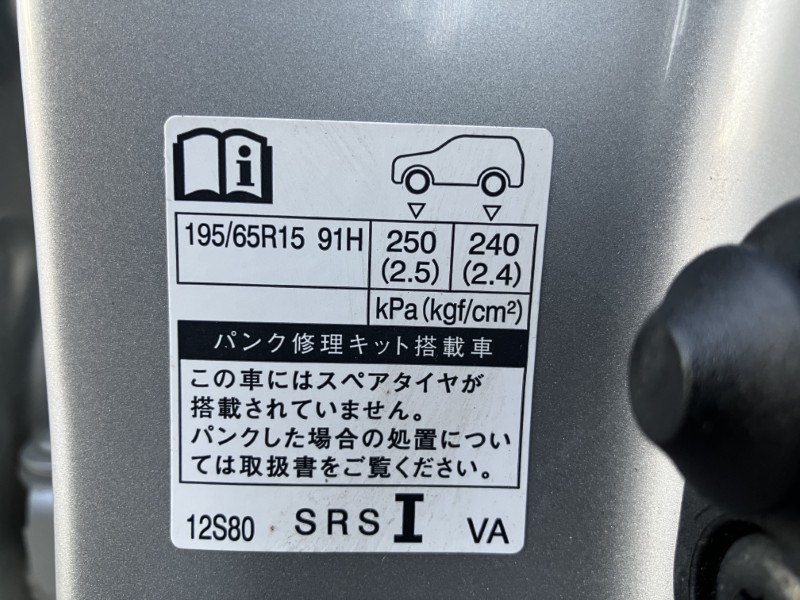 195/65R15 91H 250 240
(2.5) (2.4)
kPa(kgf/cm²)
パンク修理キット搭載車
この車にはスペアタイヤが
搭載されていません。
パンクした場合の処置につい
ては取扱書をご覧ください。
12S80 SRS I VA